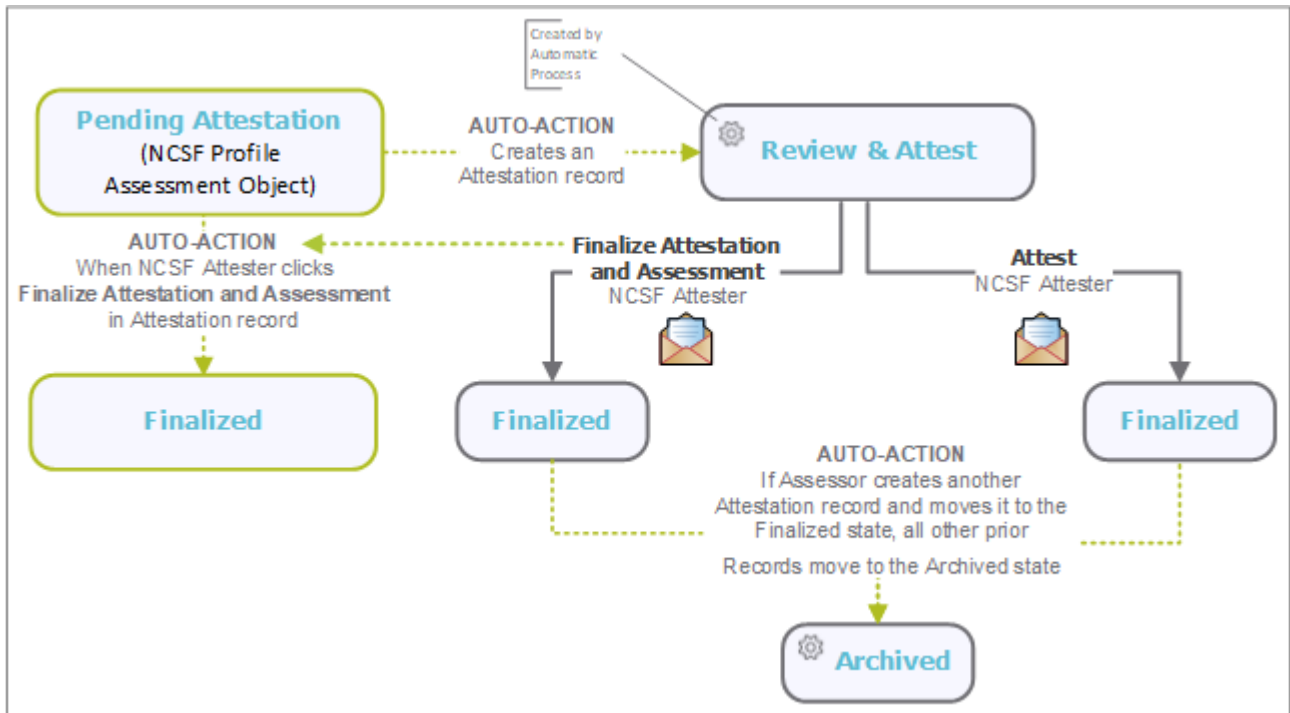 Created by
Automatic
Process
Pending Attestation
(NCSF Profile
Assessment Object)
AUTO-ACTION
Creates an
Attestation record
Review & Attest
AUTO-ACTION
When NCSF Attester clicks
Finalize Attestation and Assessment
in Attestation record
Finalize Attestation
and Assessment
NCSF Attester
Attest
NCSF Attester
Finalized
Finalized
Finalized
AUTO-ACTION
If Assessor creates another
Attestation record and moves it to the
Finalized state, all other prior
Records move to the Archived state
Archived